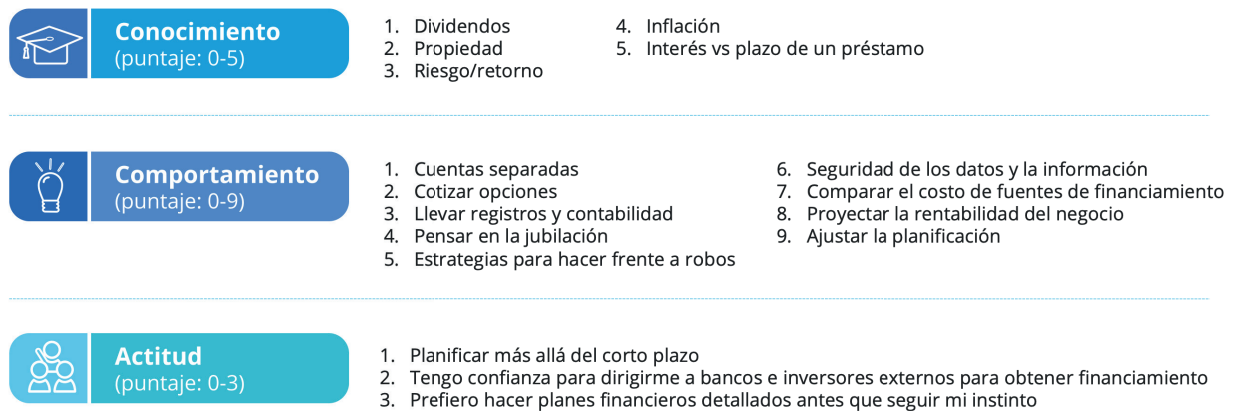 Conocimiento
(puntaje: 0-5)
1. Dividendos
2. Propiedad
3. Riesgo/retorno
4. Inflación
5. Interés vs plazo de un préstamo
Comportamiento
(puntaje: 0-9)
1. Cuentas separadas
2. Cotizar opciones
3. Llevar registros y contabilidad
4. Pensar en la jubilación
5. Estrategias para hacer frente a robos
6. Seguridad de los datos y la información
7. Comparar el costo de fuentes de financiamiento
8. Proyectar la rentabilidad del negocio
9. Ajustar la planificación
Actitud
(puntaje: 0-3)
1. Planificar más allá del corto plazo
2. Tengo confianza para dirigirme a bancos e inversores externos para obtener financiamiento
3. Prefiero hacer planes financieros detallados antes que seguir mi instinto